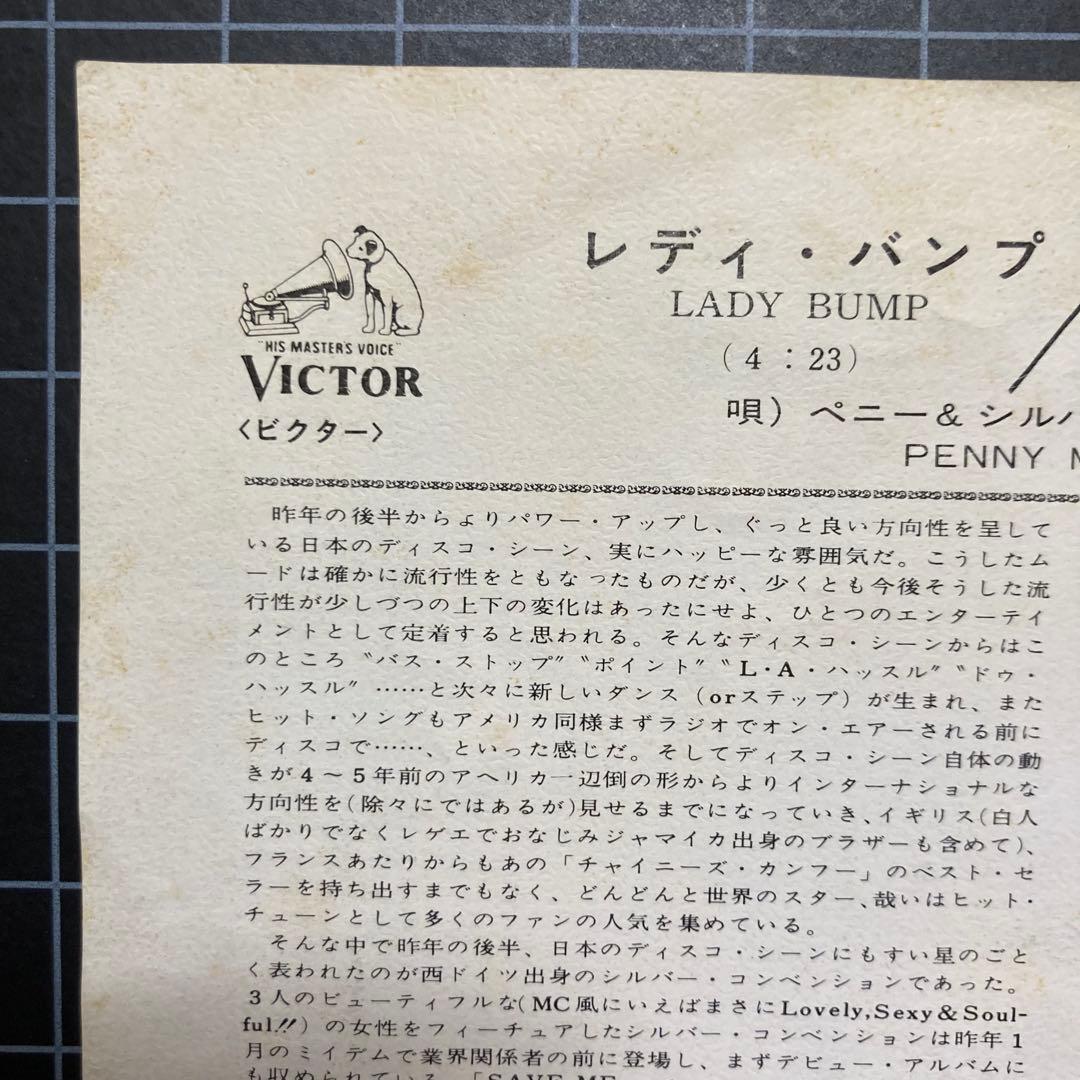 レディ・バンプ
LADY BUMP
(4：23)
"HIS MASTER'S VOICE"
VICTOR
〈ビクター〉
唄）ペニー＆シルバ
PENNY M
昨年の後半からよりパワー・アップし、ぐっと良い方向性を呈して
いる日本のディスコ・シーン、実にハッピーな雰囲気だ。こうしたム
ードは確かに流行性をともなったものだが、少くとも今後そうした流
行性が少しづつの上下の変化はあったにせよ、ひとつのエンターテイ
メントとして定着すると思われる。そんなディスコ・シーンからはこ
のところ〝バス・ストップ〟〝ポイント〟〝L・A・ハッスル〟〝ドゥ・
ハッスル〟……と次々に新しいダンス（orステップ）が生まれ、また
ヒット・ソングもアメリカ同様まずラジオでオン・エアーされる前に
ディスコで……、といった感じだ。そしてディスコ・シーン自体の動
きが4～5年前のアヘリカ一辺倒の形からよりインターナショナルな
方向性を(除々にではあるが)見せるまでになっていき、イギリス(白人
ばかりでなくレゲエでおなじみジャマイカ出身のブラザーも含めて)、
フランスあたりからもあの「チャイニーズ・カンフー」のベスト・セ
ラーを持ち出すまでもなく、どんどんと世界のスター、哉いはヒット・
チューンとして多くのファンの人気を集めている。
そんな中で昨年の後半、日本のディスコ・シーンにもすい星のごと
く表われたのが西ドイツ出身のシルバー・コンベンションであった。
3人のビューティフルな(MC風にいえばまさにLovely,Sexy＆Soul-
ful!!）の女性をフィーチュアしたシルバー・コンベンションは昨年1
月のミイデムで業界関係者の前に登場し、まずデビュー・アルバムに
も収められている、「SAVE ME